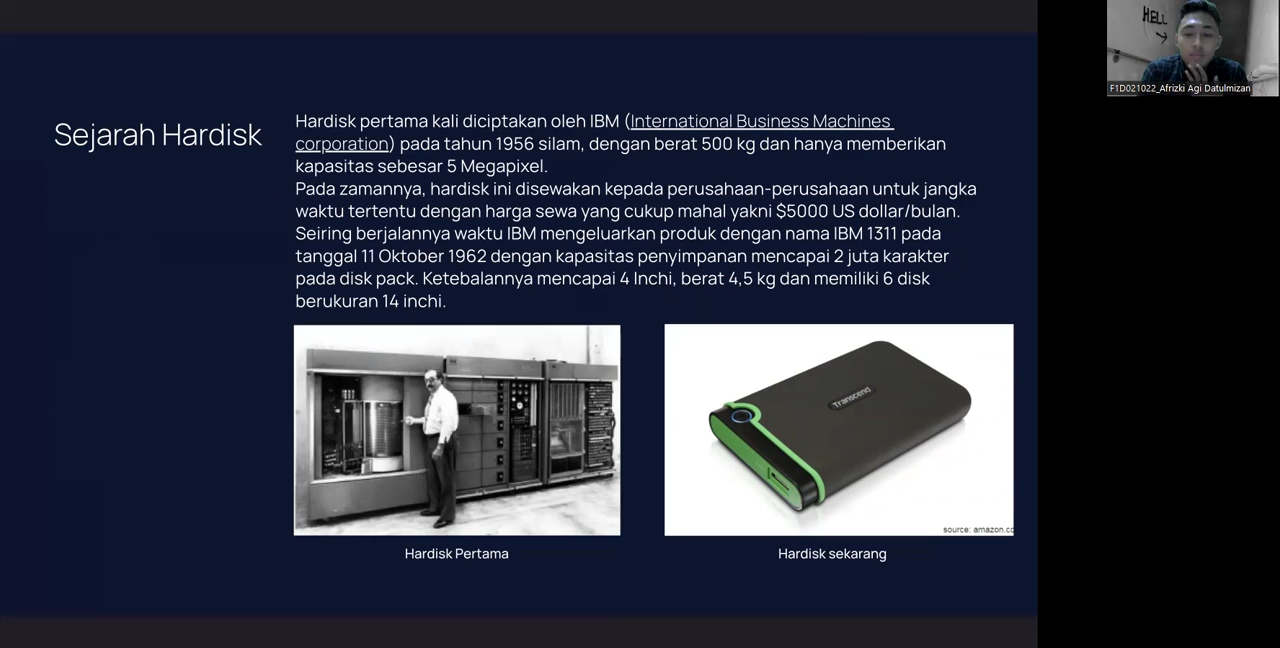 Sejarah Hardisk
Hardisk pertama kali diciptakan oleh IBM (International Business Machines
corporation) pada tahun 1956 silam, dengan berat 500 kg dan hanya memberikan
kapasitas sebesar 5 Megapixel.
Pada zamannya, hardisk ini disewakan kepada perusahaan-perusahaan untuk jangka
waktu tertentu dengan harga sewa yang cukup mahal yakni $5000 US dollar/bulan.
Seiring berjalannya waktu IBM mengeluarkan produk dengan nama IBM 1311 pada
tanggal 11 Oktober 1962 dengan kapasitas penyimpanan mencapai 2 juta karakter
pada disk pack. Ketebalannya mencapai 4 Inchi, berat 4,5 kg dan memiliki 6 disk
berukuran 14 inchi.
Transcend
source: amazon.co
Hardisk Pertama
Hardisk sekarang
HELL
F1D021022_Afrizki Agi Datulmizan